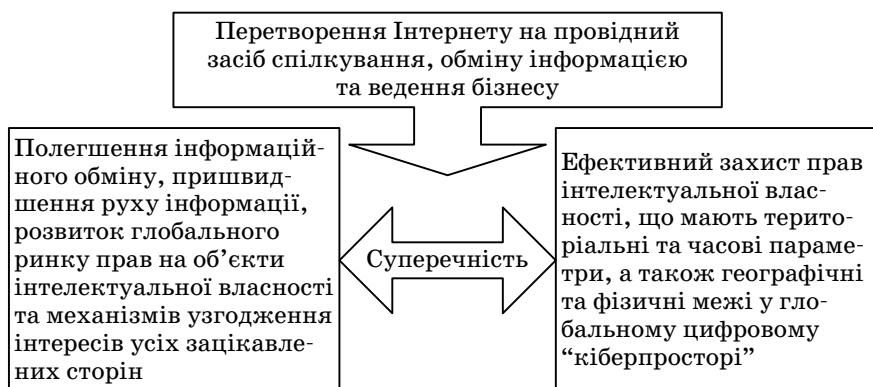 Перетворення Інтернету на провідний
засіб спілкування, обміну інформацією
та ведення бізнесу
Полегшення інформацій-
ного обміну, пришвид-
шення руху інформації,
розвиток глобального
ринку прав на об’єкти
інтелектуальної власності
та механізмів узгодження
інтересів усіх зацікавле-
них сторін
Суперечність
Ефективний захист прав
інтелектуальної влас-
ності, що мають терито-
ріальні та часові параме-
три, а також географічні
та фізичні межі у гло-
бальному цифровому
“кіберпросторі”